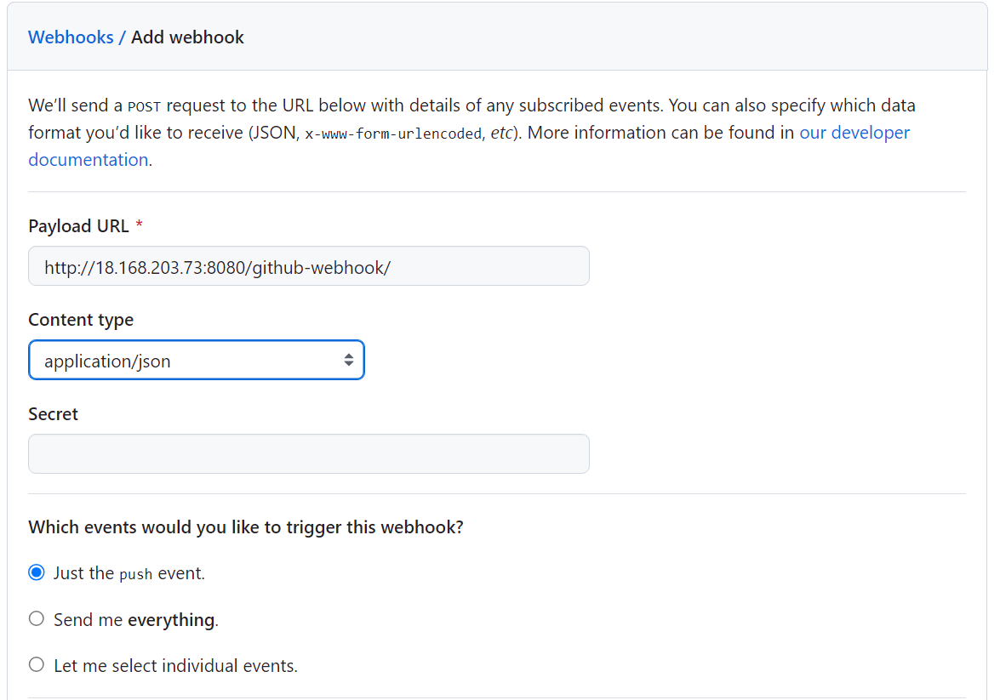 Webhooks / Add webhook
We’ll send a POST request to the URL below with details of any subscribed events. You can also specify which data
format you’d like to receive (JSON, x-www-form-urlencoded, etc). More information can be found in our developer
documentation.
Payload URL *
http://18.168.203.73:8080/github-webhook/
Content type
application/json
Secret
Which events would you like to trigger this webhook?
Just the push event.
Send me everything.
Let me select individual events.